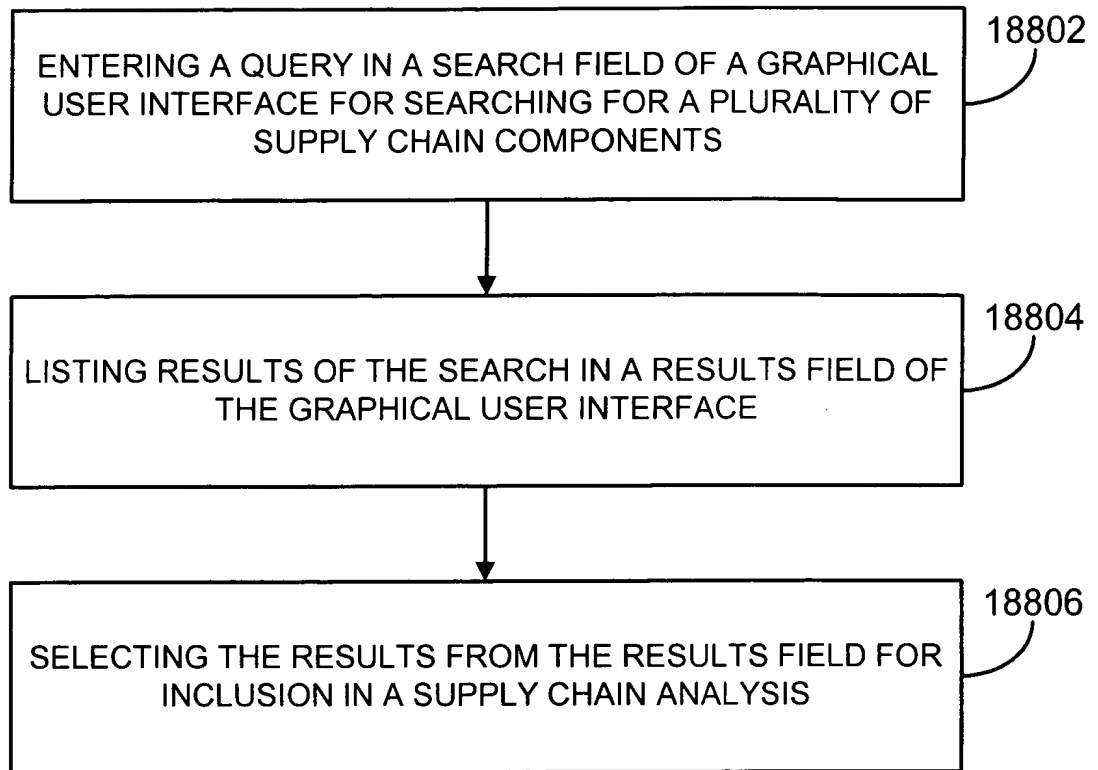 18802
ENTERING A QUERY IN A SEARCH FIELD OF A GRAPHICAL
USER INTERFACE FOR SEARCHING FOR A PLURALITY OF
SUPPLY CHAIN COMPONENTS
18804
LISTING RESULTS OF THE SEARCH IN A RESULTS FIELD OF
THE GRAPHICAL USER INTERFACE
18806
SELECTING THE RESULTS FROM THE RESULTS FIELD FOR
INCLUSION IN A SUPPLY CHAIN ANALYSIS